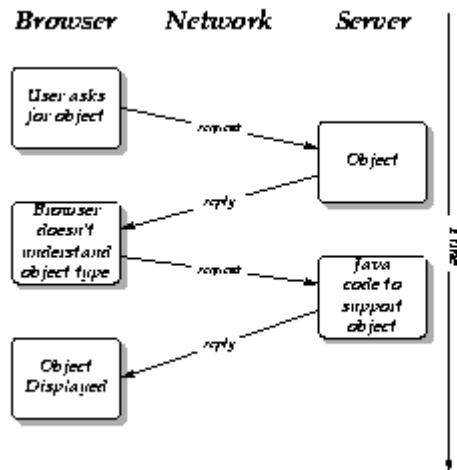 Browser Network Server
User asks
for object
request
Object
reply
Browser
doesn't
understand
object type
request
Java
code to
support
object
reply
Object
Displayed
Time